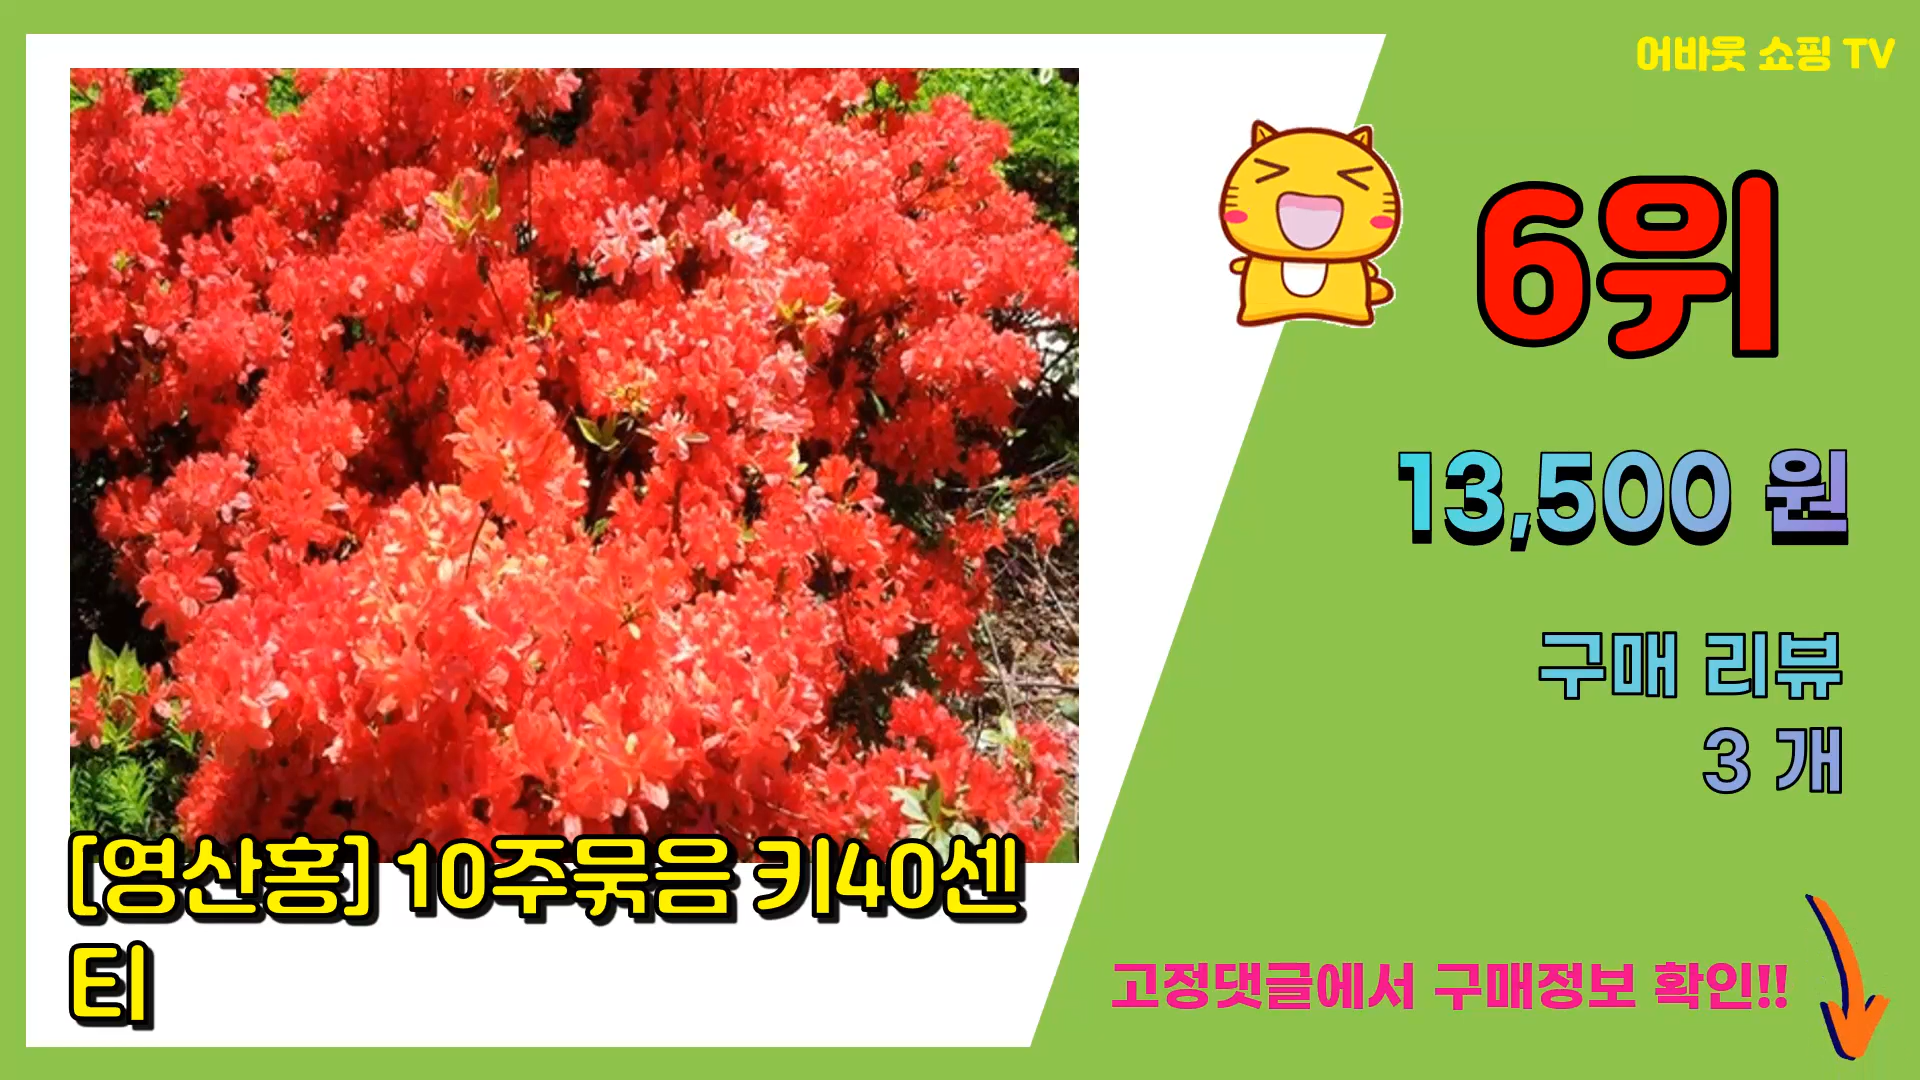 어바웃 쇼핑 TV
6위
13,500 원
구매 리뷰
3 개
[영산홍] 10주묶음 키40센
티
고정댓글에서 구매정보 확인!!